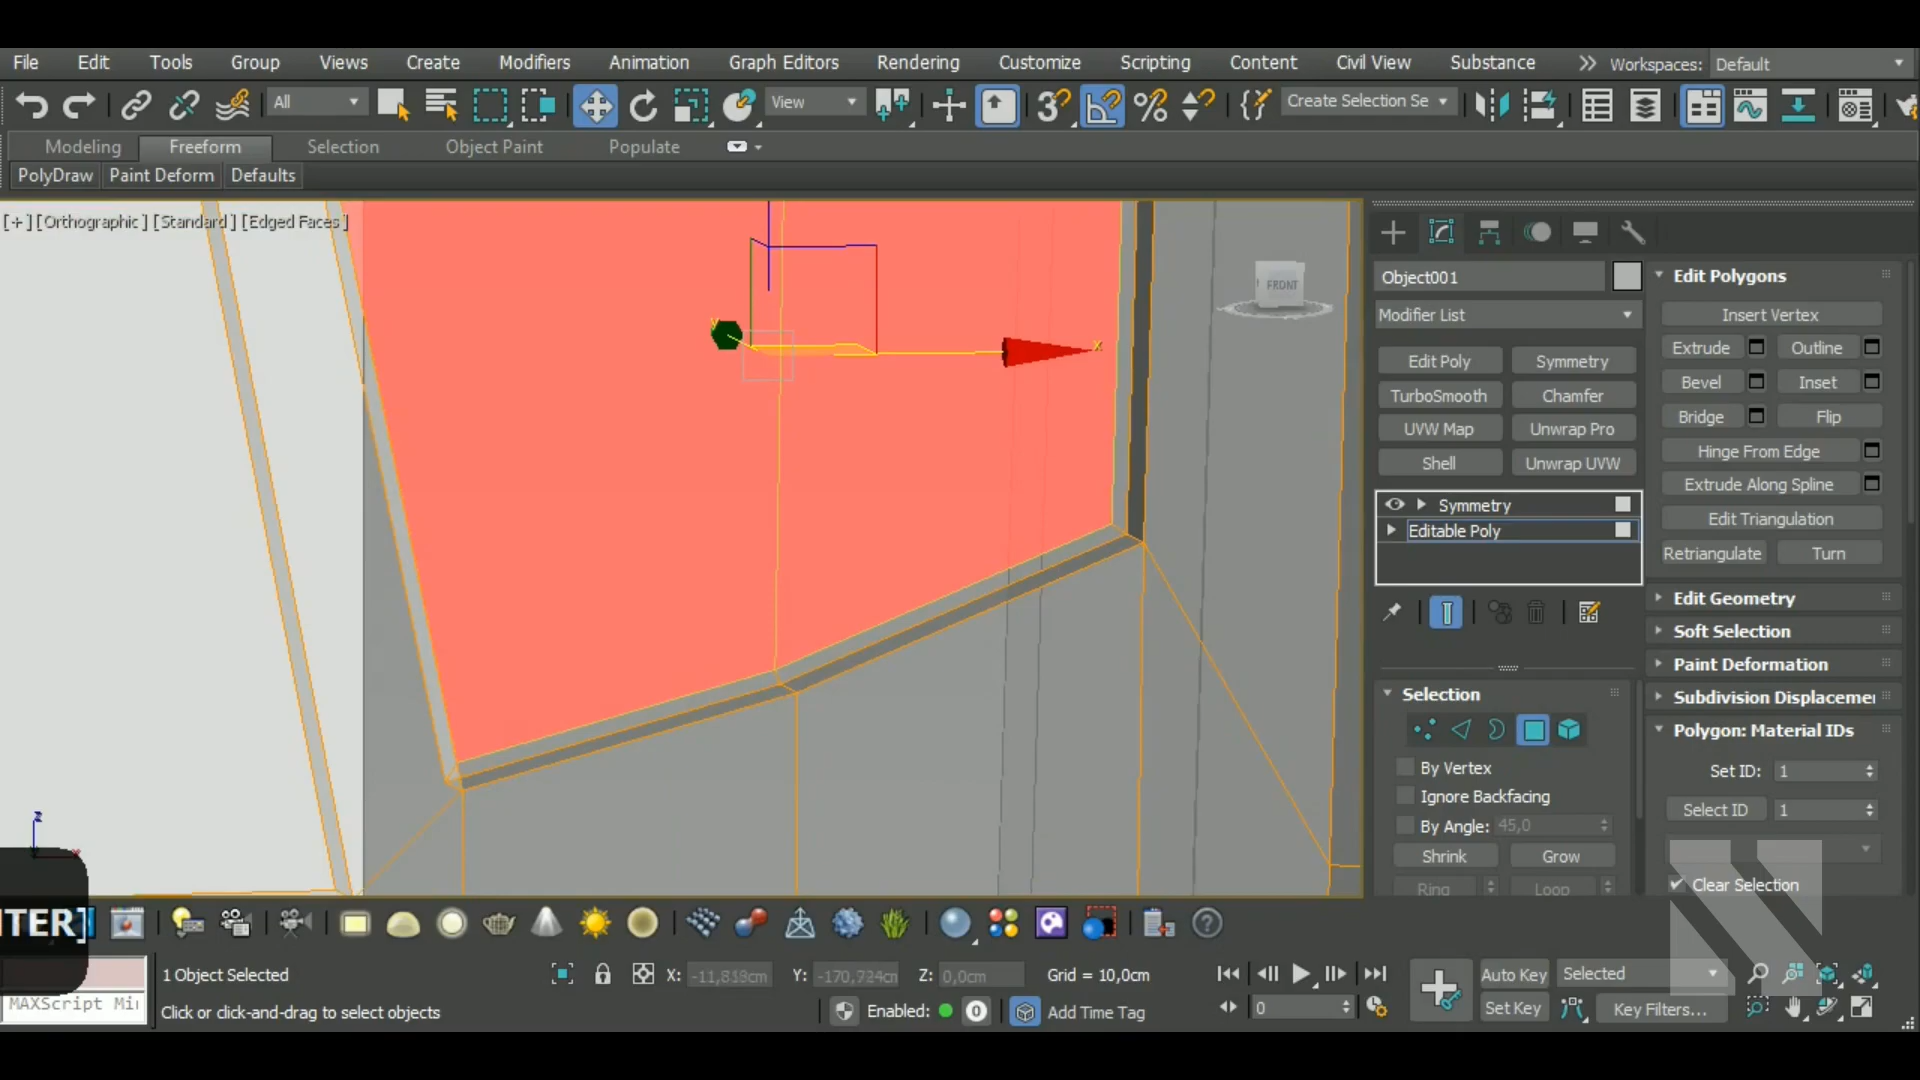 File Edit Tools Group Views Create Modifiers Animation Graph Editors Rendering Customize Scripting Content Civil View Substance Workspaces: Default
All View 3 Create Selection Se
Modeling Freeform Selection Object Paint Populate
PolyDraw Paint Deform Defaults
[+] [Orthographic] [Standard] [Edged Faces]
FRONT
y
x
z
x
Object001
Modifier List
Edit Poly Symmetry
TurboSmooth Chamfer
UVW Map Unwrap Pro
Shell Unwrap UVW
Symmetry
Editable Poly
Selection
By Vertex
Ignore Backfacing
By Angle: 45,0
Shrink Grow
Ring Loop
Edit Polygons
Insert Vertex
Extrude Outline
Bevel Inset
Bridge Flip
Hinge From Edge
Extrude Along Spline
Edit Triangulation
Retriangulate Turn
Edit Geometry
Soft Selection
Paint Deformation
Subdivision Displaceme
Polygon: Material IDs
Set ID: 1
Select ID 1
Clear Selection
NTER]
1 Object Selected X: -11,818cm Y: -170,724cm Z: 0,0cm Grid = 10,0cm Auto Key Selected
MAXScript Mi Click or click-and-drag to select objects Enabled: 0 Add Time Tag 0 Set Key Key Filters...